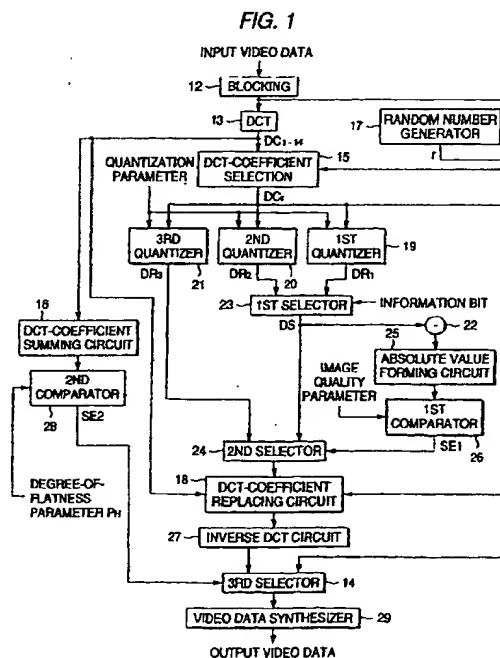 FIG. 1
INPUT VIDEO DATA
12
BLOCKING
13
DCT
17
RANDOM NUMBER
GENERATOR
r
DC1-14
QUANTIZATION
PARAMETER
DCT-COEFFICIENT
SELECTION
15
DCr
3RD
QUANTIZER
2ND
QUANTIZER
1ST
QUANTIZER
19
DR3
21
DR2
20
DR1
16
23
1ST SELECTOR
INFORMATION BIT
DCT-COEFFICIENT
SUMMING CIRCUIT
DS
-
22
25
ABSOLUTE VALUE
FORMING CIRCUIT
2ND
COMPARATOR
28
SE2
IMAGE
QUALITY
PARAMETER
1ST
COMPARATOR
SE1
26
24
2ND SELECTOR
DEGREE-OF-
FLATNESS
PARAMETER PH
18
DCT-COEFFICIENT
REPLACING CIRCUIT
27
INVERSE DCT CIRCUIT
3RD SELECTOR
14
VIDEO DATA SYNTHESIZER
29
OUTPUT VIDEO DATA